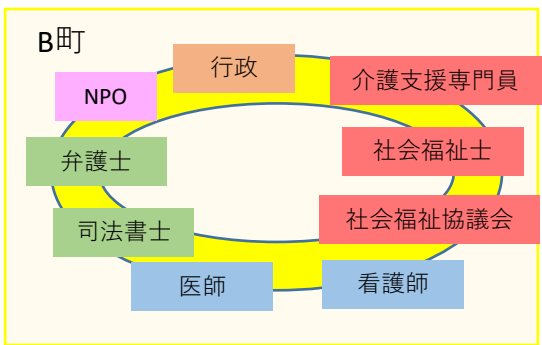 B町
行政
介護支援専門員
NPO
社会福祉士
弁護士
社会福祉協議会
司法書士
医師
看護師